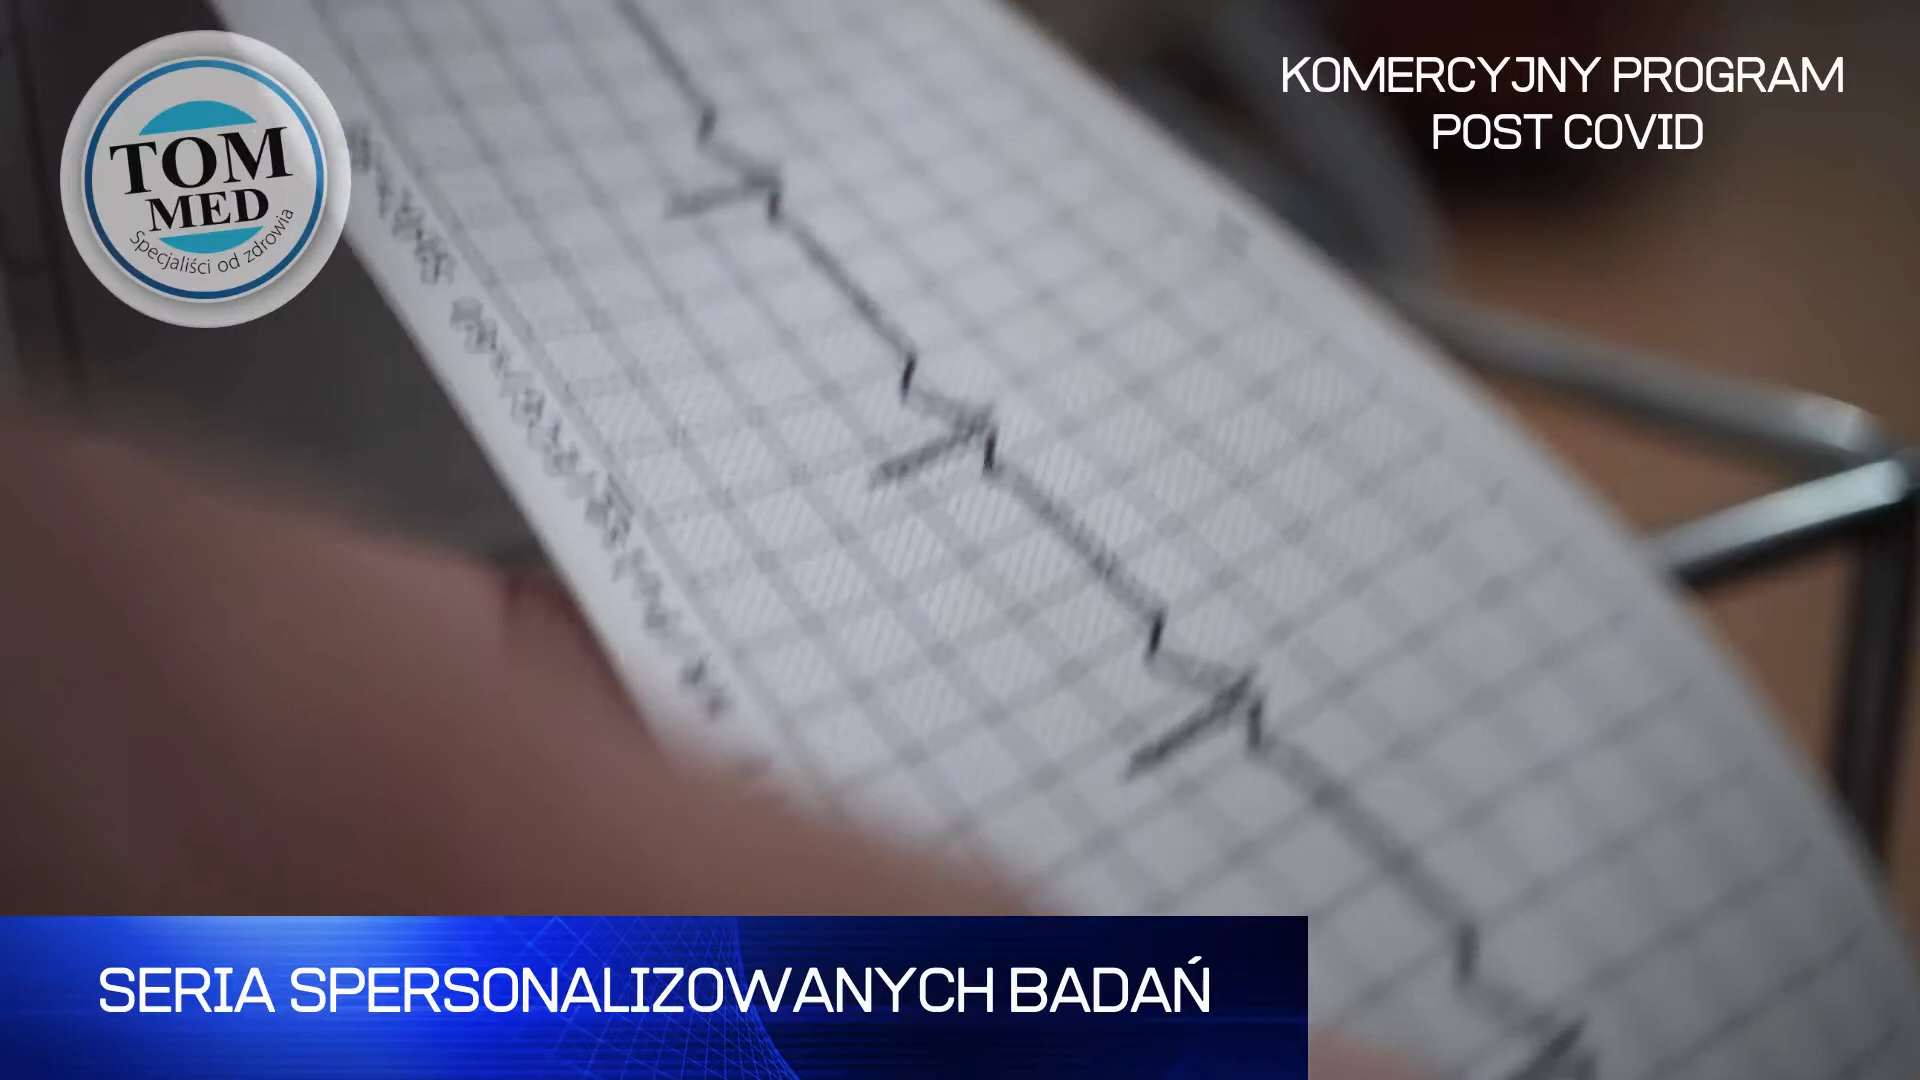 TOM
MED
Specjaliści od zdrowia
KOMERCYJNY PROGRAM
POST COVID
SERIA SPERSONALIZOWANYCH BADAŃ